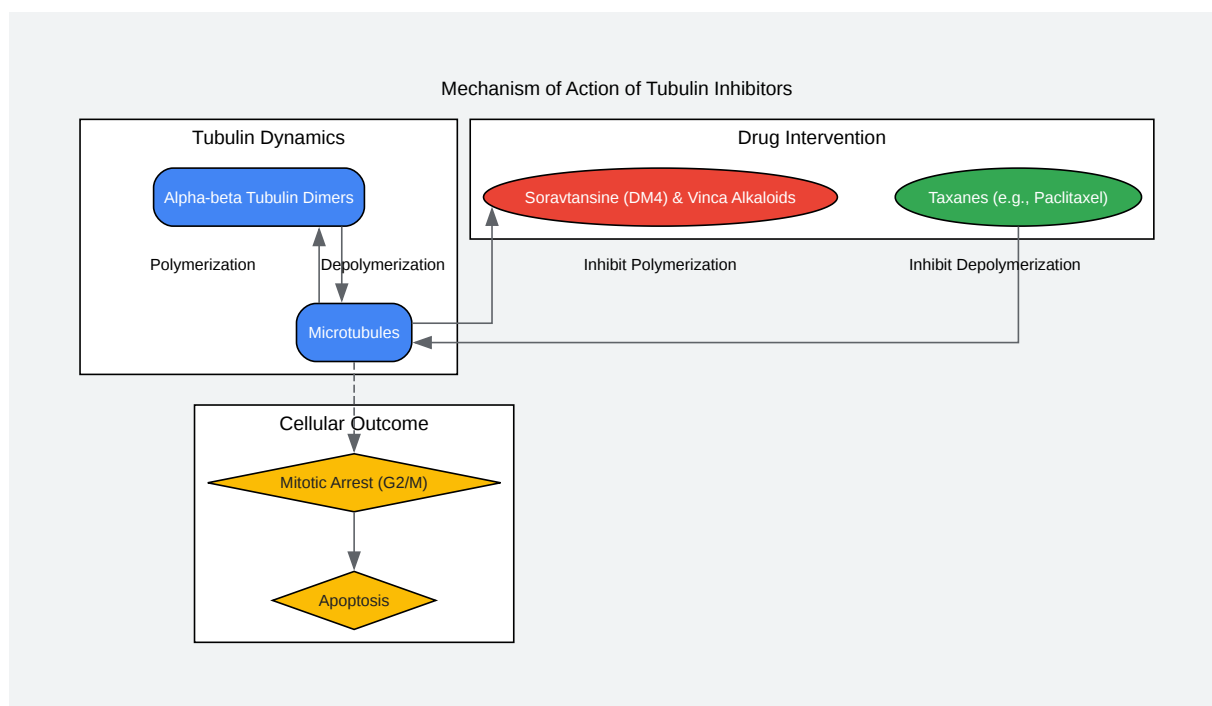 Mechanism of Action of Tubulin Inhibitors
Tubulin Dynamics
Alpha-beta Tubulin Dimers
Polymerization
Depolymerization
Microtubules
Drug Intervention
Soravtansine (DM4) & Vinca Alkaloids
Taxanes (e.g., Paclitaxel)
Inhibit Polymerization
Inhibit Depolymerization
Cellular Outcome
Mitotic Arrest (G2/M)
Apoptosis